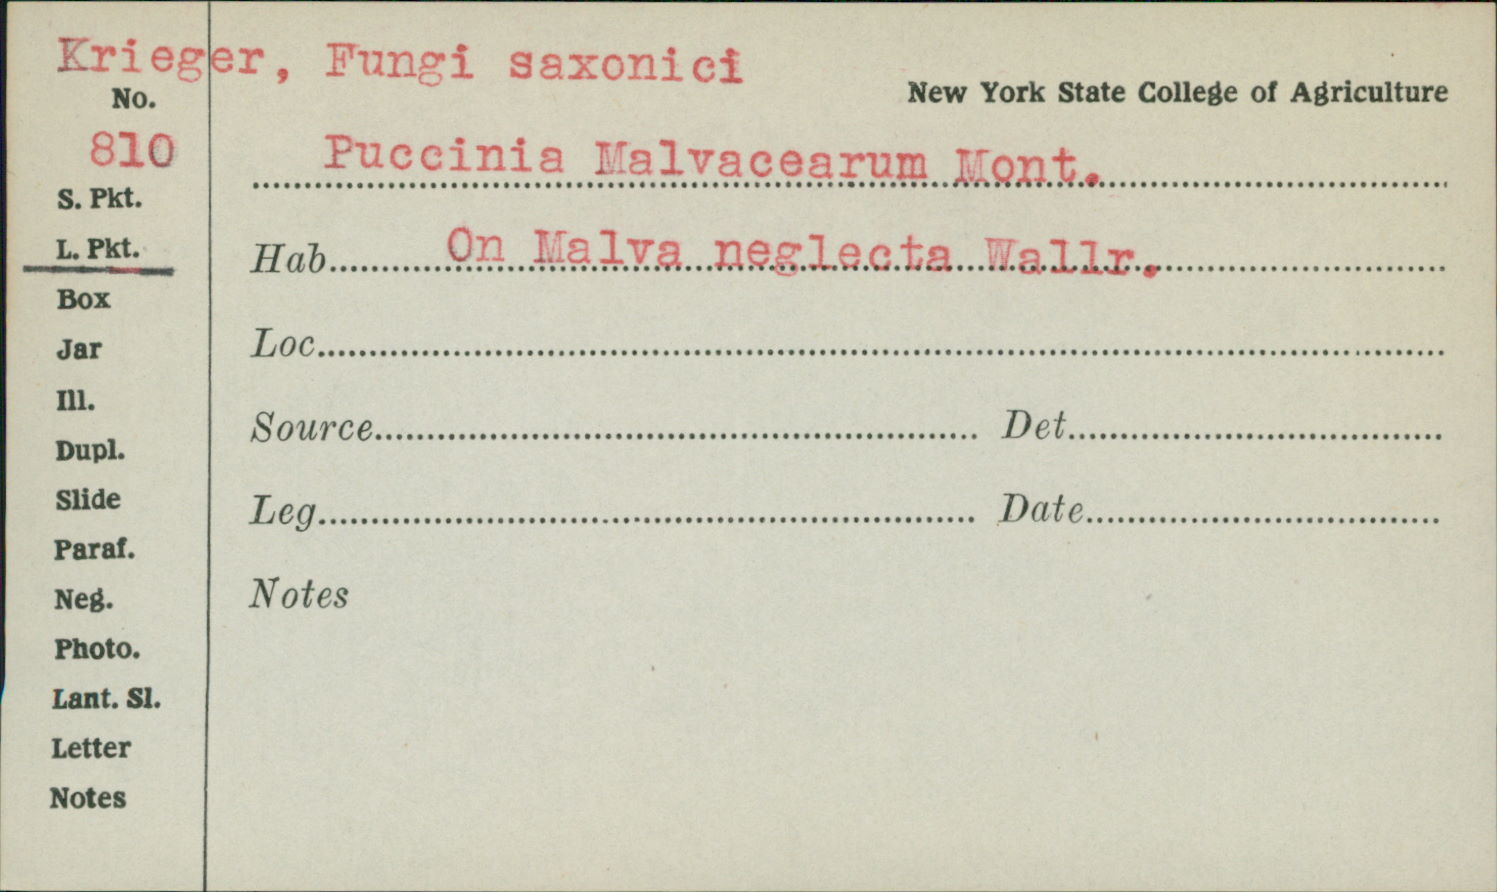 Krieger, Fungi saxonici
No.
New York State College of Agriculture
810
Puccinia Malvacearum Mont.
S. Pkt.
L. Pkt.
Hab. On Malva neglecta Wallr.
Box
Jar
Loc.
Ill.
Source Det.
Dupl.
Slide
Leg. Date
Paraf.
Neg.
Notes
Photo.
Lant. Sl.
Letter
Notes